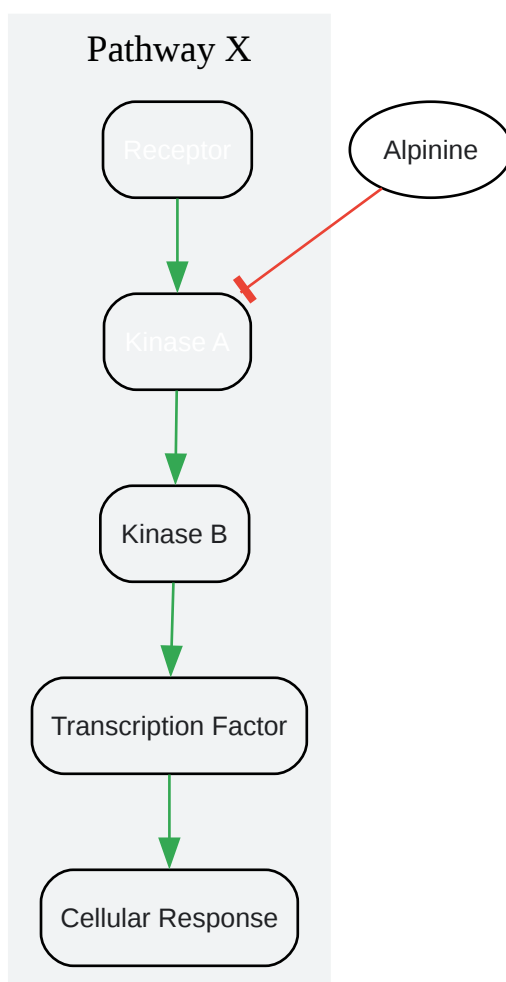 Pathway X
Receptor
Alpinine
Kinase A
Kinase B
Transcription Factor
Cellular Response